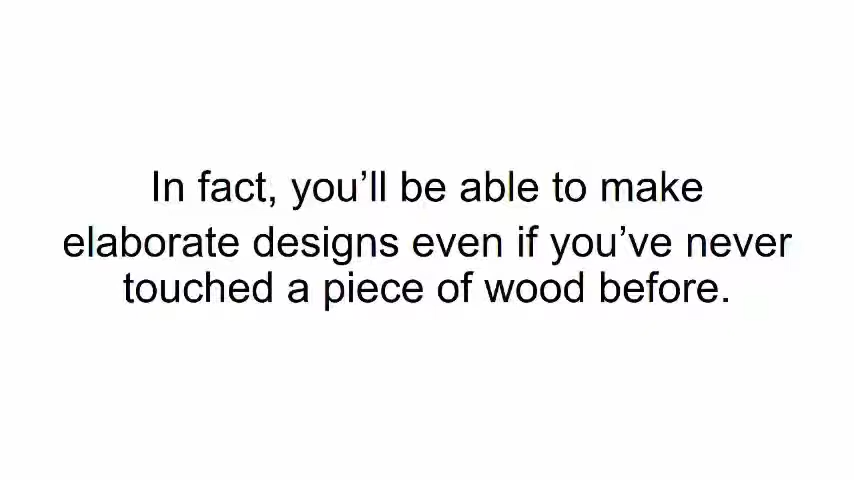 In fact, you’ll be able to make
elaborate designs even if you’ve never
touched a piece of wood before.